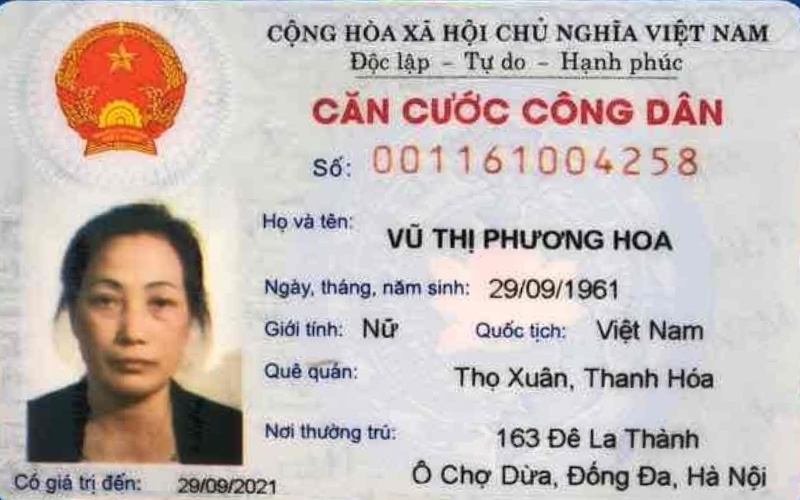 CỘNG HÒA XÃ HỘI CHỦ NGHĨA VIỆT NAM
Độc lập - Tự do - Hạnh phúc
CĂN CƯỚC CÔNG DÂN
Số: 001161004258
Họ và tên: VŨ THỊ PHƯƠNG HOA
Ngày, tháng, năm sinh: 29/09/1961
Giới tính: Nữ Quốc tịch: Việt Nam
Quê quán: Thọ Xuân, Thanh Hóa
Nơi thường trú: 163 Đê La Thành
Ô Chợ Dừa, Đống Đa, Hà Nội
Có giá trị đến: 29/09/2021